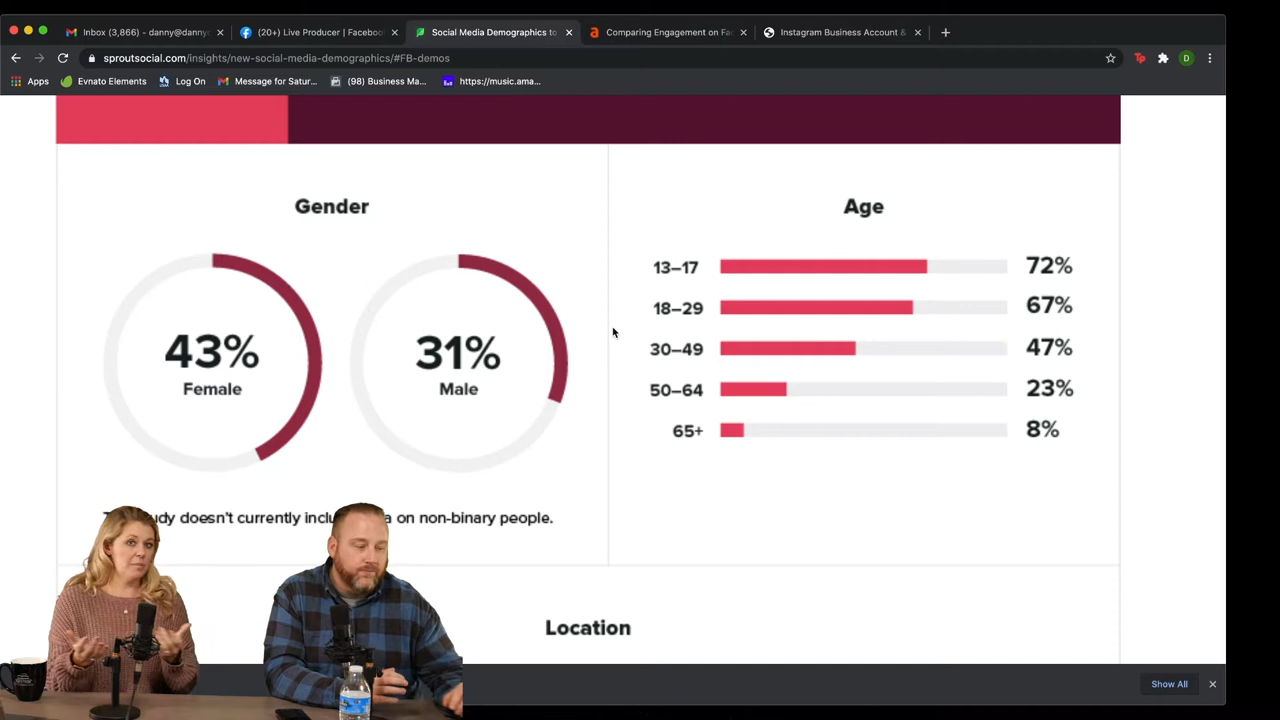 Inbox (3,866) - danny@danny
(20+) Live Producer | Faceboo
Social Media Demographics to
Comparing Engagement on Fa
Instagram Business Account &
sproutsocial.com/insights/new-social-media-demographics/#FB-demos
D
Apps
Envato Elements
Log On
Message for Satur...
(98) Business Ma...
https://music.ama...
Gender
43%
Female
31%
Male
doesn't currently
on non-binary people.
Age
13–17 72%
18–29 67%
30–49 47%
50–64 23%
65+ 8%
Location
Show All